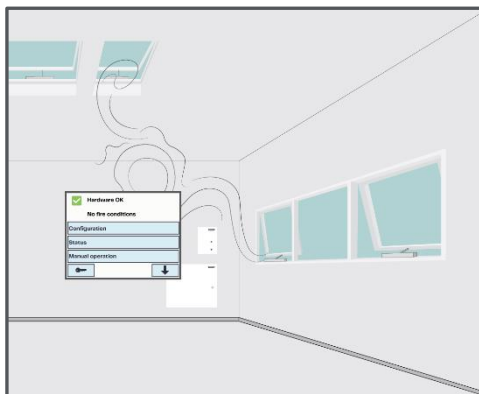 Hardware OK
No fire conditions
Configuration
Status
Manual operation